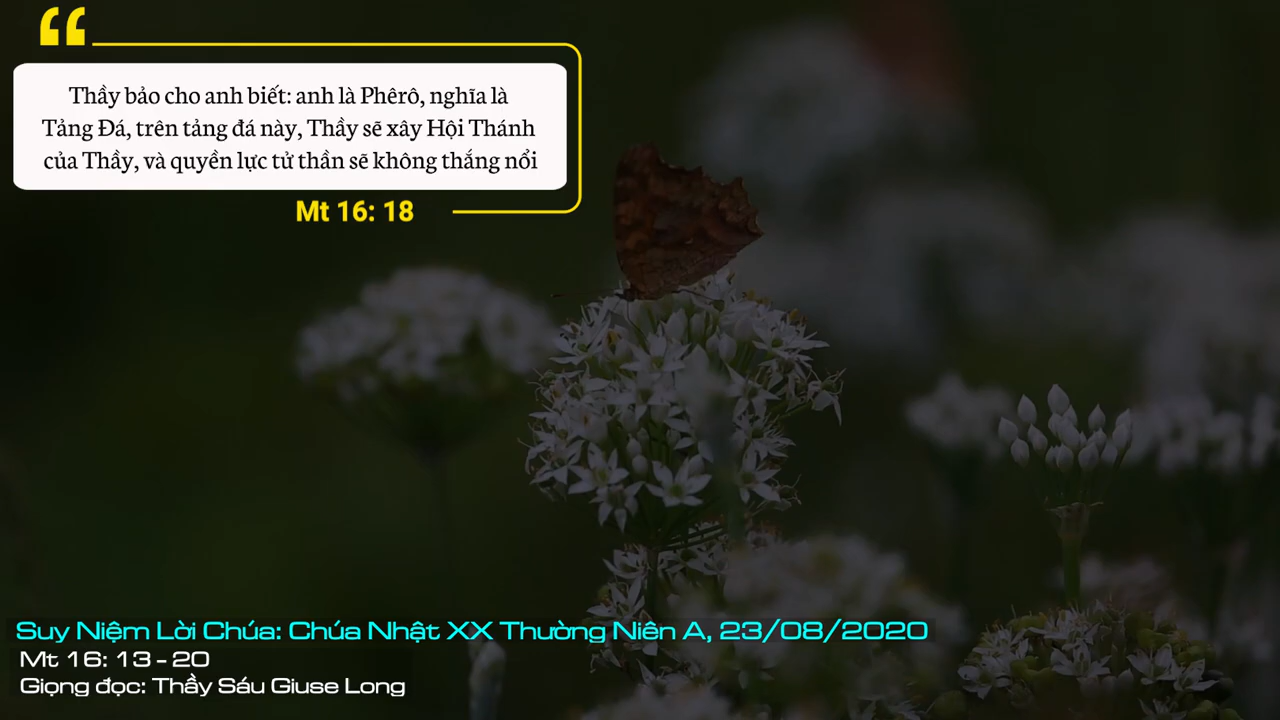 Thầy bảo cho anh biết: anh là Phêrô, nghĩa là
Tảng Đá, trên tảng đá này, Thầy sẽ xây Hội Thánh
của Thầy, và quyền lực tử thần sẽ không thắng nổi
Mt 16: 18
Suy Niệm Lời Chúa: Chúa Nhật XX Thường Niên A, 23/08/2020
Mt 16: 13 - 20
Giọng đọc: Thầy Sáu Giuse Long